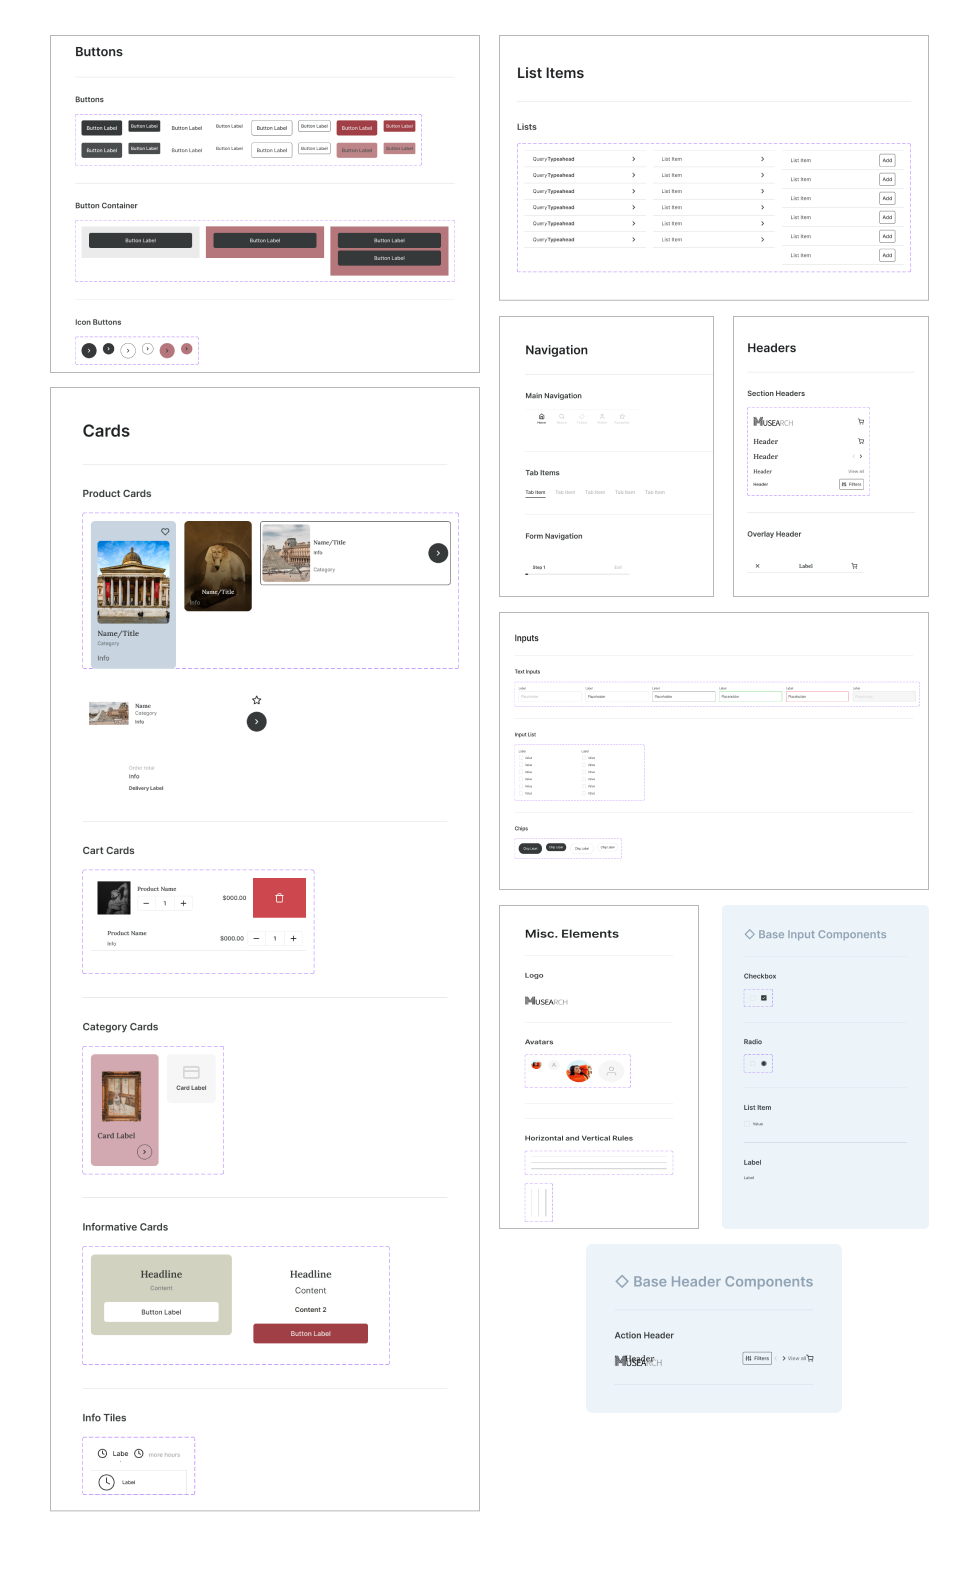 Buttons
Buttons
Button Label Button Label Button Label Button Label Button Label Button Label Button Label Button Label
Button Label Button Label Button Label Button Label Button Label Button Label Button Label Button Label
Button Container
Button Label Button Label Button Label
Button Label
Icon Buttons
Cards
Product Cards
Name/Title
Info
Category
Name/Title
Info
Name/Title
Category
Info
Name
Category
Info
Order total
Info
Delivery Label
Cart Cards
Product Name
1
$000.00
Product Name
Info
$000.00 1
Category Cards
Card Label
Card Label
Informative Cards
Headline
Content
Button Label
Headline
Content
Content 2
Button Label
Info Tiles
Labe more hours
Label
List Items
Lists
Query Typeahead List Item List Item Add
Query Typeahead List Item List Item Add
Query Typeahead List Item List Item Add
Query Typeahead List Item List Item Add
Query Typeahead List Item List Item Add
Query Typeahead List Item List Item Add
Navigation
Main Navigation
Home Search Profile
Tab Items
Tab Item Tab Item Tab Item Tab Item Tab Item
Form Navigation
Step 1 Exit
Headers
Section Headers
MUSEARCH
Header
Header
Header View all
Header Filters
Overlay Header
Label
Inputs
Text Inputs
Label Label Label Label Label Label
Placeholder Placeholder Placeholder Placeholder Placeholder Placeholder
Input List
Label Label
Value Value
Value Value
Value Value
Value Value
Value Value
Value Value
Chips
Chip Label Chip Label Chip Label Chip Label
Misc. Elements
Logo
MUSEARCH
Avatars
Horizontal and Vertical Rules
Base Input Components
Checkbox
Radio
List Item
Value
Label
Label
Base Header Components
Action Header
Header
MUSEARCH
Filters View all